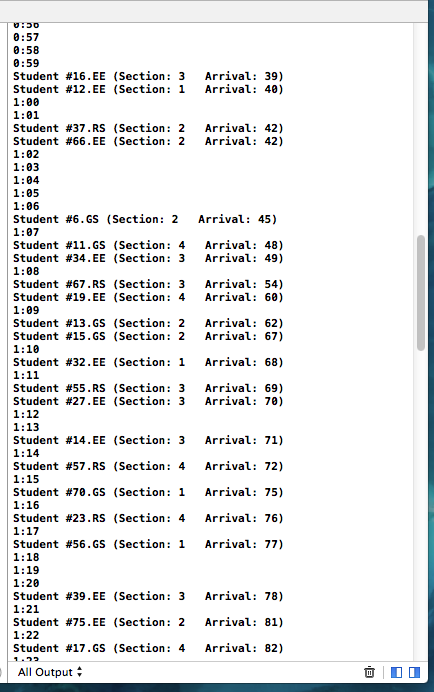 0:56
0:57
0:58
0:59
Student #16.EE (Section: 3   Arrival: 39)
Student #12.EE (Section: 1   Arrival: 40)
1:00
1:01
Student #37.RS (Section: 2   Arrival: 42)
Student #66.EE (Section: 2   Arrival: 42)
1:02
1:03
1:04
1:05
1:06
Student #6.GS (Section: 2   Arrival: 45)
1:07
Student #11.GS (Section: 4   Arrival: 48)
Student #34.EE (Section: 3   Arrival: 49)
1:08
Student #67.RS (Section: 3   Arrival: 54)
Student #19.EE (Section: 4   Arrival: 60)
1:09
Student #13.GS (Section: 2   Arrival: 62)
Student #15.GS (Section: 2   Arrival: 67)
1:10
Student #32.EE (Section: 1   Arrival: 68)
1:11
Student #55.RS (Section: 3   Arrival: 69)
Student #27.EE (Section: 3   Arrival: 70)
1:12
1:13
Student #14.EE (Section: 3   Arrival: 71)
1:14
Student #57.RS (Section: 4   Arrival: 72)
1:15
Student #70.GS (Section: 1   Arrival: 75)
1:16
Student #23.RS (Section: 4   Arrival: 76)
1:17
Student #56.GS (Section: 1   Arrival: 77)
1:18
1:19
1:20
Student #39.EE (Section: 3   Arrival: 78)
1:21
Student #75.EE (Section: 2   Arrival: 81)
1:22
Student #17.GS (Section: 4   Arrival: 82)
1:23
All Output